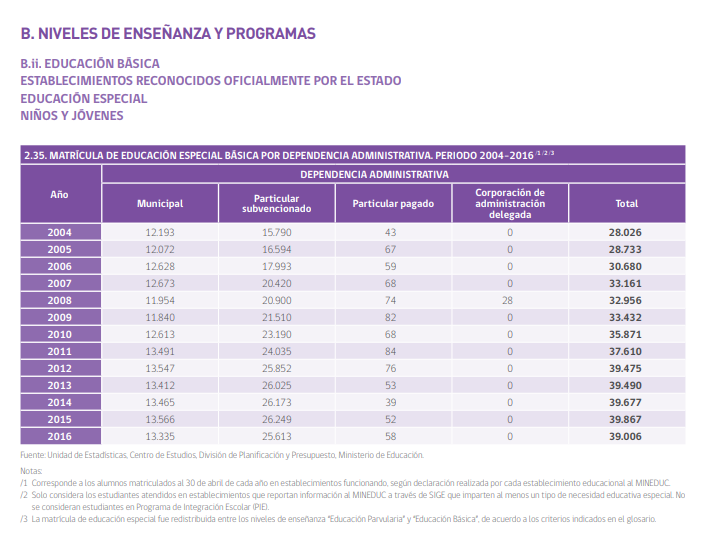 B. NIVELES DE ENSEÑANZA Y PROGRAMAS
B.ii. EDUCACIÓN BÁSICA
ESTABLECIMIENTOS RECONOCIDOS OFICIALMENTE POR EL ESTADO
EDUCACIÓN ESPECIAL
NIÑOS Y JÓVENES
2.35. MATRÍCULA DE EDUCACIÓN ESPECIAL BÁSICA POR DEPENDENCIA ADMINISTRATIVA. PERIODO 2004-2016 /1 /2 /3
Año
DEPENDENCIA ADMINISTRATIVA
Municipal
Particular
subvencionado
Particular pagado
Corporación de
administración
delegada
Total
2004 12.193 15.790 43 0 28.026
2005 12.072 16.594 67 0 28.733
2006 12.628 17.993 59 0 30.680
2007 12.673 20.420 68 0 33.161
2008 11.954 20.900 74 28 32.956
2009 11.840 21.510 82 0 33.432
2010 12.613 23.190 68 0 35.871
2011 13.491 24.035 84 0 37.610
2012 13.547 25.852 76 0 39.475
2013 13.412 26.025 53 0 39.490
2014 13.465 26.173 39 0 39.677
2015 13.566 26.249 52 0 39.867
2016 13.335 25.613 58 0 39.006
Fuente: Unidad de Estadísticas, Centro de Estudios, División de Planificación y Presupuesto, Ministerio de Educación.
Notas:
/1 Corresponde a los alumnos matriculados al 30 de abril de cada año en establecimientos funcionando, según declaración realizada por cada establecimiento educacional al MINEDUC.
/2 Solo considera los estudiantes atendidos en establecimientos que reportan información al MINEDUC a través de SIGE que imparten al menos un tipo de necesidad educativa especial. No
se consideran estudiantes en Programa de Integración Escolar (PIE).
/3 La matrícula de educación especial fue redistribuida entre los niveles de enseñanza "Educación Parvularia" y "Educación Básica", de acuerdo a los criterios indicados en el glosario.